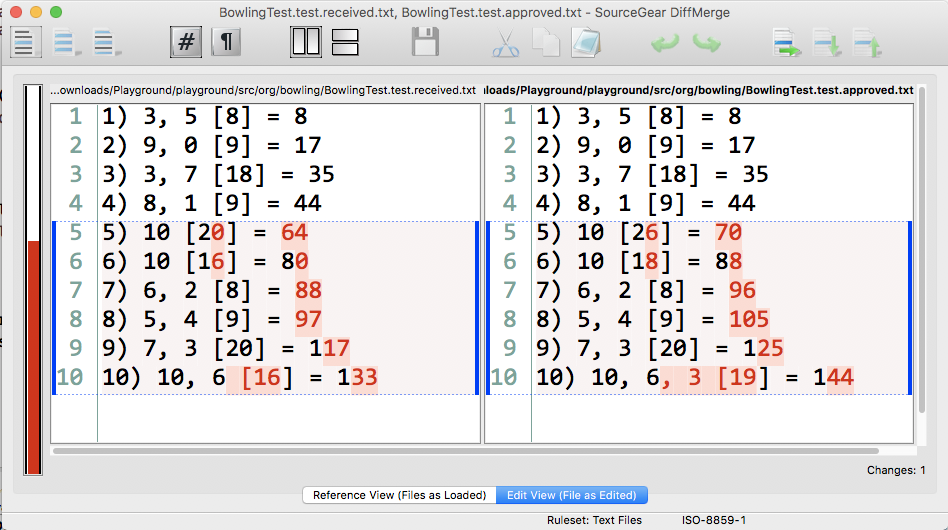 BowlingTest.test.received.txt, BowlingTest.test.approved.txt - SourceGear DiffMerge
# ¶
...ownloads/Playground/playground/src/org/bowling/BowlingTest.test.received.txt
1 1) 3, 5 [8] = 8
2 2) 9, 0 [9] = 17
3 3) 3, 7 [18] = 35
4 4) 8, 1 [9] = 44
5 5) 10 [20] = 64
6 6) 10 [16] = 80
7 7) 6, 2 [8] = 88
8 8) 5, 4 [9] = 97
9 9) 7, 3 [20] = 117
10 10) 10, 6 [16] = 133
loads/Playground/playground/src/org/bowling/BowlingTest.test.approved.txt
1 1) 3, 5 [8] = 8
2 2) 9, 0 [9] = 17
3 3) 3, 7 [18] = 35
4 4) 8, 1 [9] = 44
5 5) 10 [26] = 70
6 6) 10 [18] = 88
7 7) 6, 2 [8] = 96
8 8) 5, 4 [9] = 105
9 9) 7, 3 [20] = 125
10 10) 10, 6, 3 [19] = 144
Changes: 1
Reference View (Files as Loaded) Edit View (File as Edited)
Ruleset: Text Files ISO-8859-1